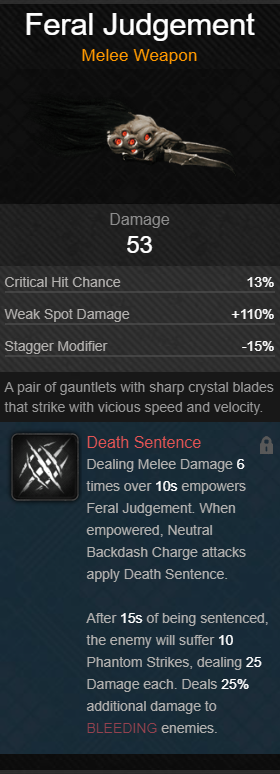 Feral Judgement
Melee Weapon
Damage
53
Critical Hit Chance 13%
Weak Spot Damage +110%
Stagger Modifier -15%
A pair of gauntlets with sharp crystal blades
that strike with vicious speed and velocity.
Death Sentence
Dealing Melee Damage 6
times over 10s empowers
Feral Judgement. When
empowered, Neutral
Backdash Charge attacks
apply Death Sentence.
After 15s of being sentenced,
the enemy will suffer 10
Phantom Strikes, dealing 25
Damage each. Deals 25%
additional damage to
BLEEDING enemies.